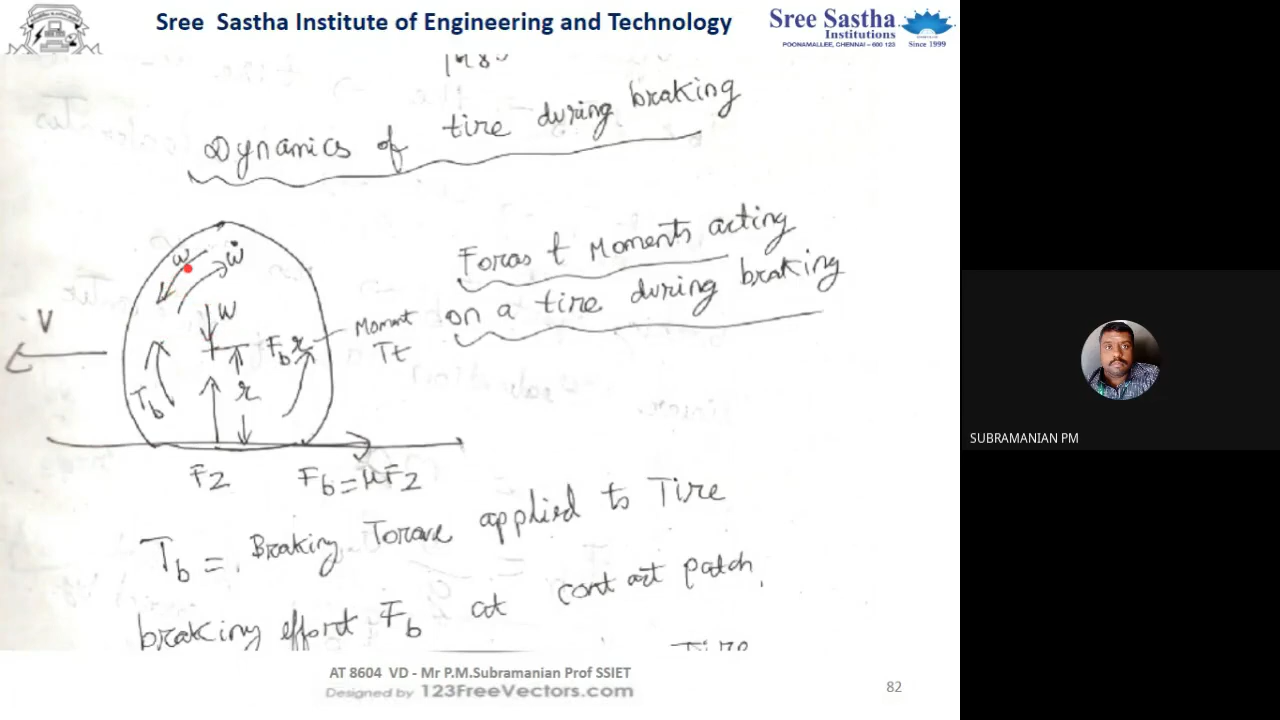 Sree Sastha Institute of Engineering and Technology
Sree Sastha
Institutions
POONAMALLEE, CHENNAI - 600 123
Since 1999
Dynamics of tire during braking
Forces & Moments acting
on a tire during braking
ω
ω̇
W
V
Fb r
Moment
Tt
Tb
r
Fz
Fb = μFz
Tb = Braking Torque applied to Tire
braking effort Fb at contact patch,
Tire
AT 8604 VD - Mr P.M.Subramanian Prof SSIET
Designed by 123FreeVectors.com
82
SUBRAMANIAN PM